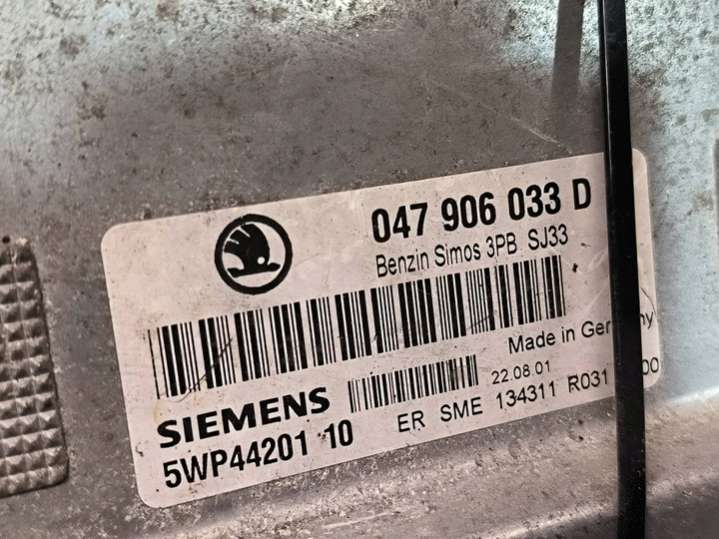 047 906 033 D
Benzin Simos 3PB SJ33
Made in
22.08.01
SIEMENS
ER SME 134311 R031
5WP44201 10